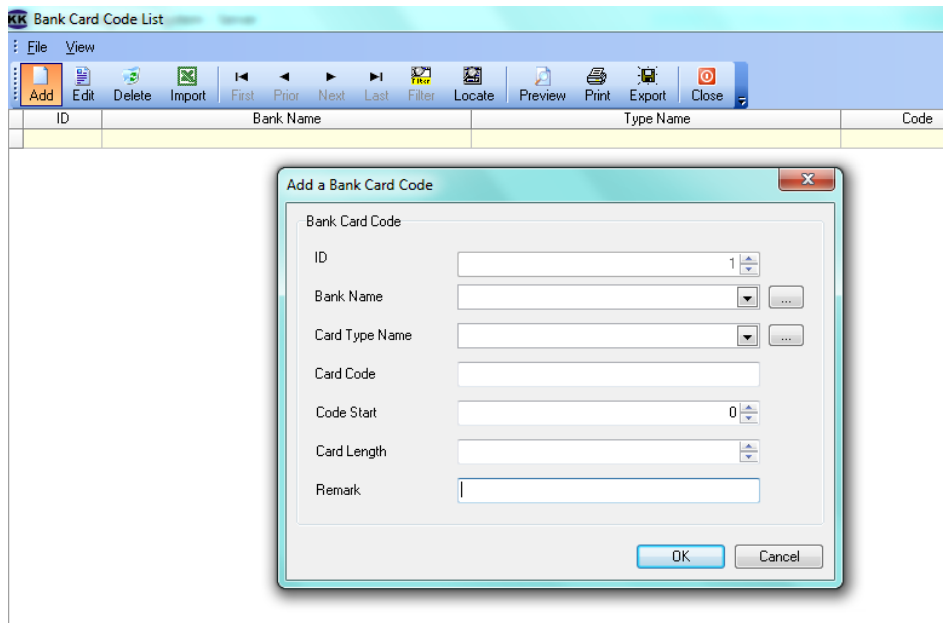 KK Bank Card Code List
File View
Add Edit Delete Import First Prior Next Last Filter Locate Preview Print Export Close
ID Bank Name Type Name Code
Add a Bank Card Code
Bank Card Code
ID 1
Bank Name ...
Card Type Name ...
Card Code
Code Start 0
Card Length
Remark
OK Cancel